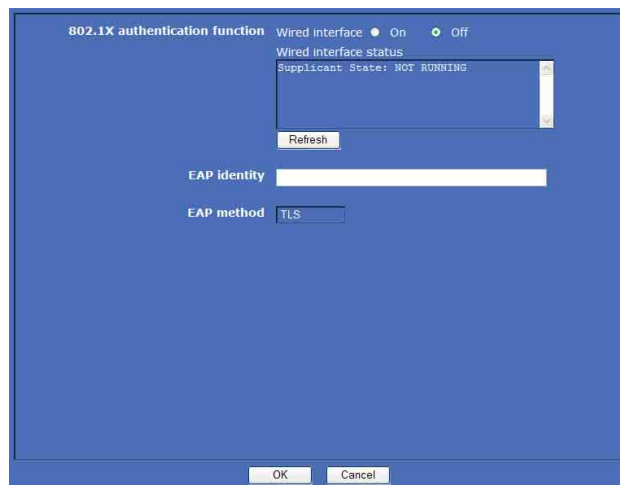 802.1X authentication function Wired interface On Off
Wired interface status
Supplicant State: NOT RUNNING
Refresh
EAP identity
EAP method TLS
OK Cancel